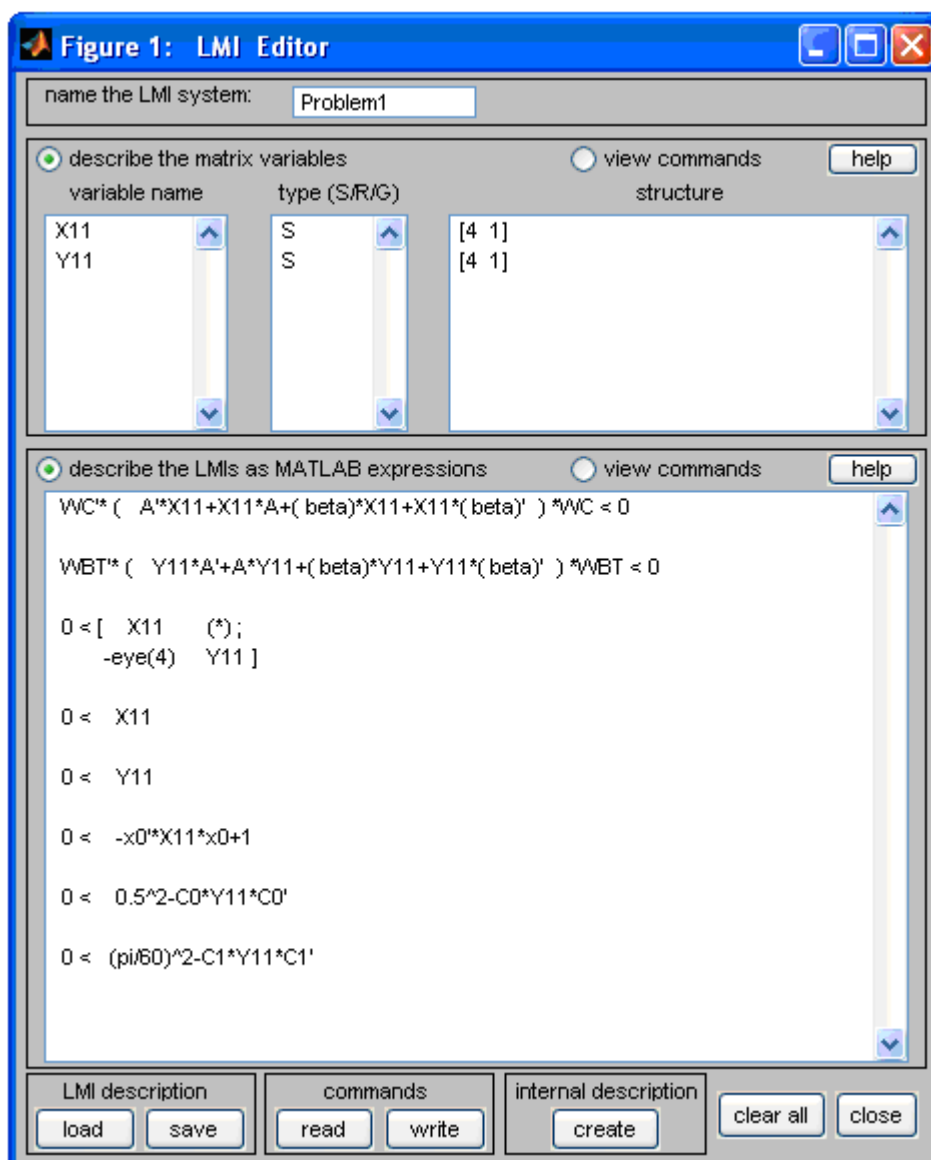 Figure 1: LMI Editor
name the LMI system: Problem1
describe the matrix variables view commands help
variable name type (S/R/G) structure
X11 S [4 1]
Y11 S [4 1]
describe the LMIs as MATLAB expressions view commands help
WC'* ( A'*X11+X11*A+( beta)*X11+X11*(beta)' ) *WC < 0
WBT'* ( Y11*A'+A*Y11+(beta)*Y11+Y11*(beta)' ) *WBT < 0
0 < [ X11 (*) ;
-eye(4) Y11 ]
0 < X11
0 < Y11
0 < -x0'*X11*x0+1
0 < 0.5^2-C0*Y11*C0'
0 < (pi/60)^2-C1*Y11*C1'
LMI description commands internal description
load save read write create clear all close